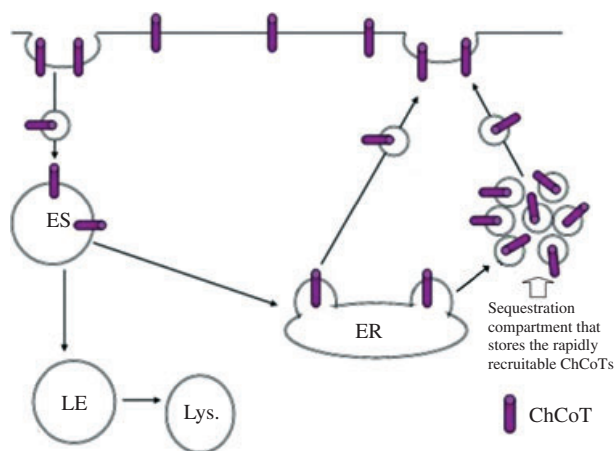 ES
ER
Sequestration
compartment that
stores the rapidly
recruitable ChCoTs
LE
Lys.
ChCoT